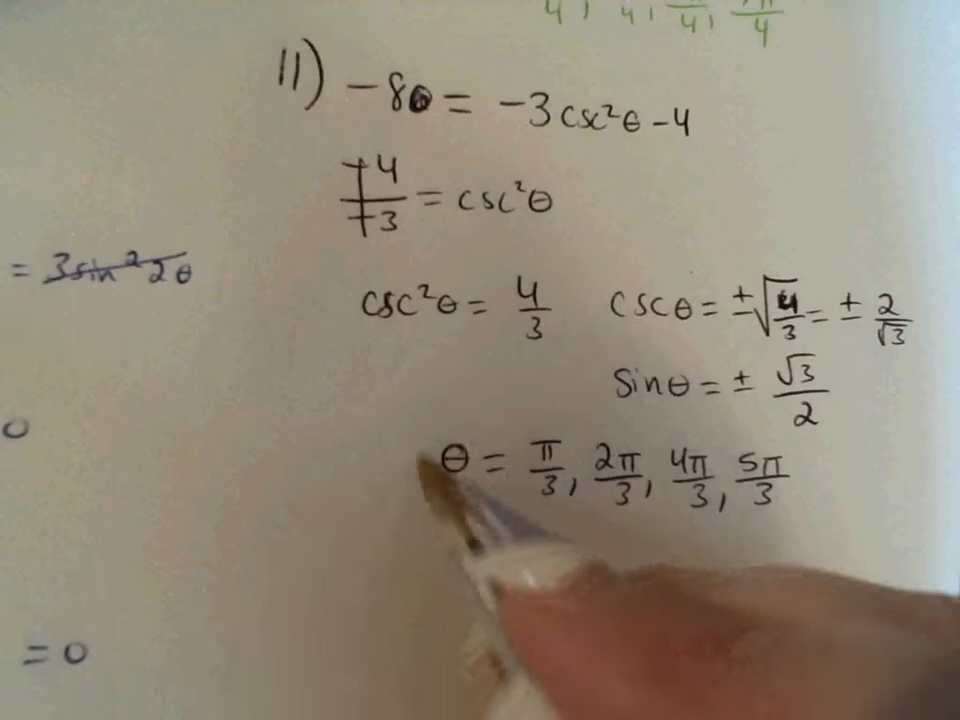 11) -8 = -3csc²θ - 4
-4/-3 = csc²θ
= 3sin²2θ
csc²θ = 4/3 cscθ = ±√4/3 = ± 2/√3
sinθ = ± √3/2
0
θ = π/3, 2π/3, 4π/3, 5π/3
= 0